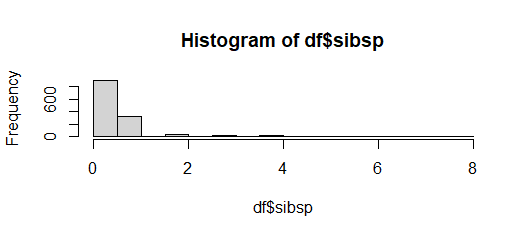 Histogram of df$sibsp
Frequency
0 600
0 2 4 6 8
df$sibsp